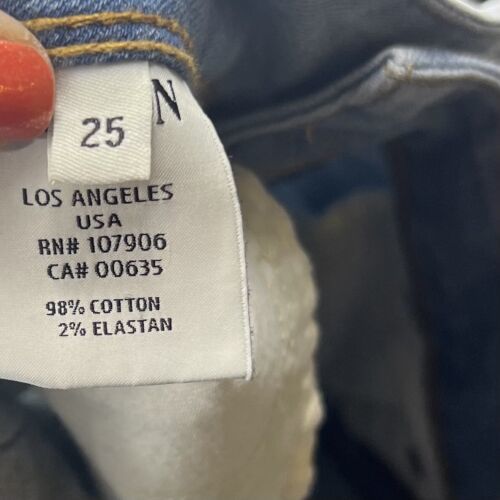 25
LOS ANGELES
USA
RN# 107906
CA# 00635
98% COTTON
2% ELASTAN